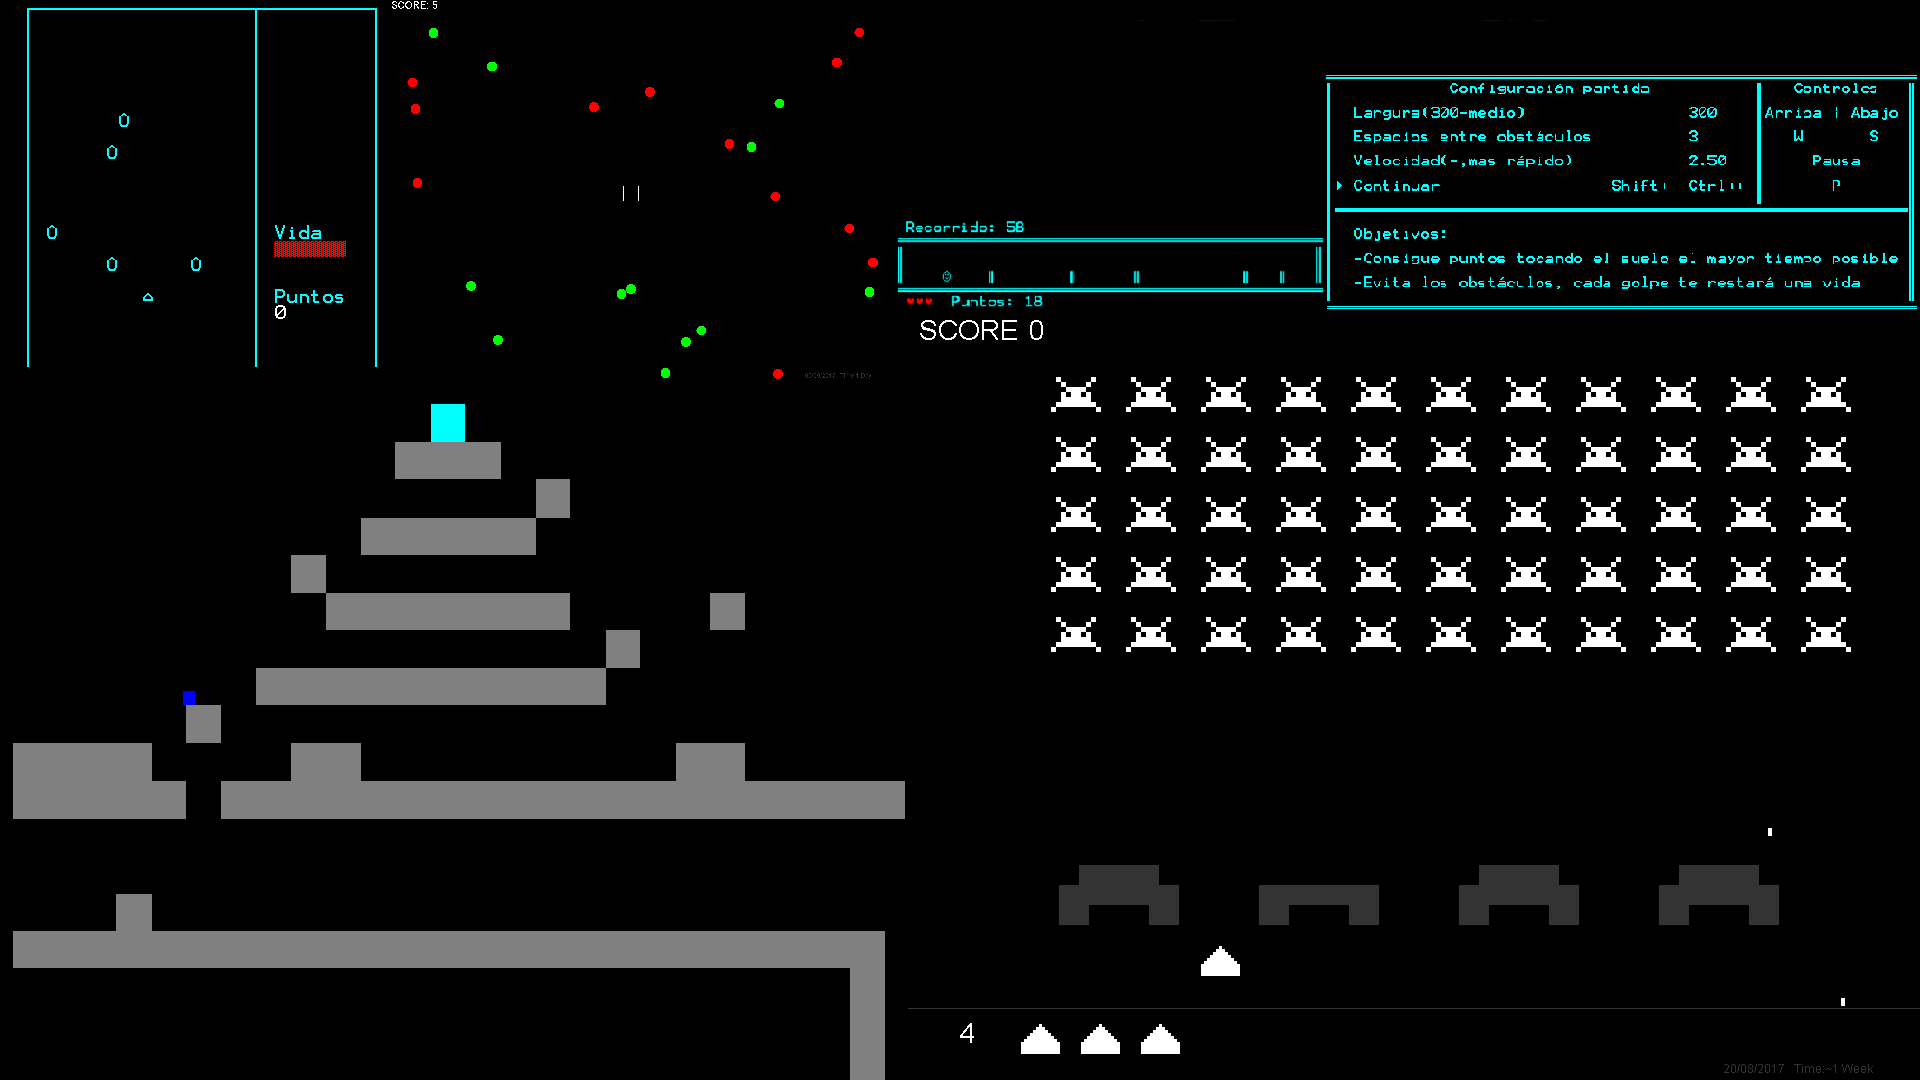 SCORE: 5
Vida
Puntos
0
Recorrido: 58
Puntos: 18
Configuración partida
Largura(300-medio) 300
Espacios entre obstáculos 3
Velocidad(-,mas rápido) 2.50
Continuar Shift↑ Ctrl↓
Controles
Arriba | Abajo
W S
Pausa
P
Objetivos:
-Consigue puntos tocando el suelo el mayor tiempo posible
-Evita los obstáculos, cada golpe te restará una vida
SCORE 0
4
20/08/2017 Time:~1 Week